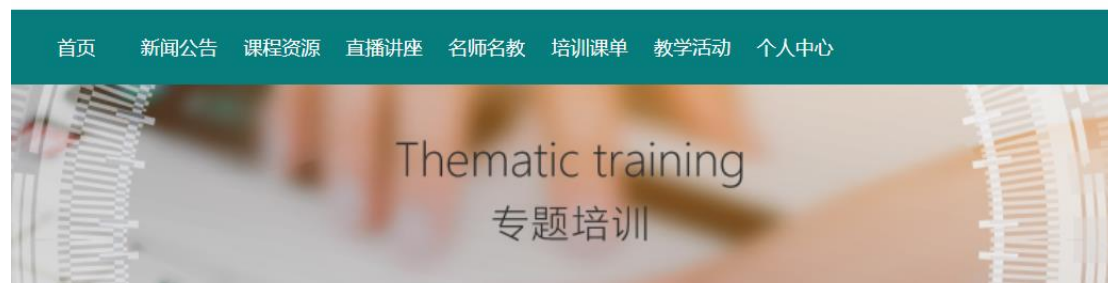 首页 新闻公告 课程资源 直播讲座 名师名教 培训课单 教学活动 个人中心
Thematic training
专题培训